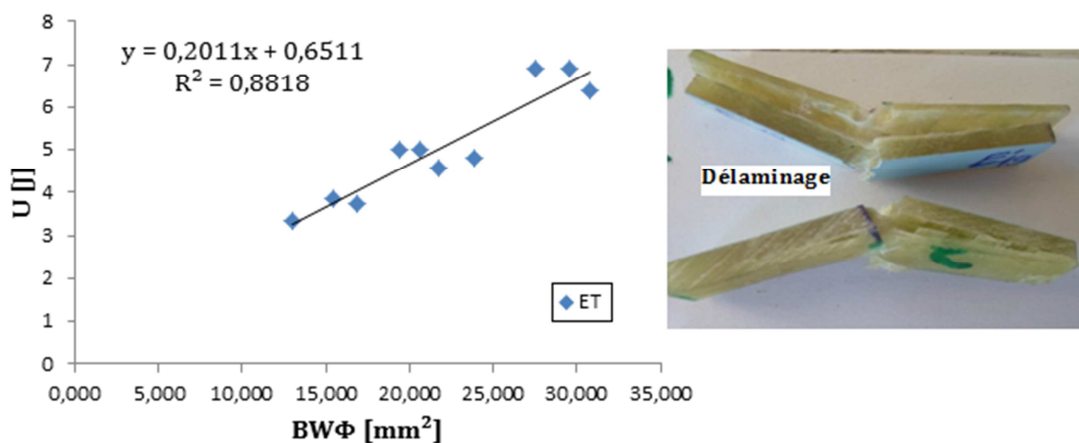 8
7
6
5
4
3
2
1
0
U [J]
y = 0,2011x + 0,6511
R² = 0,8818
ET
0,000 5,000 10,000 15,000 20,000 25,000 30,000 35,000
BWΦ [mm²]
Délaminage